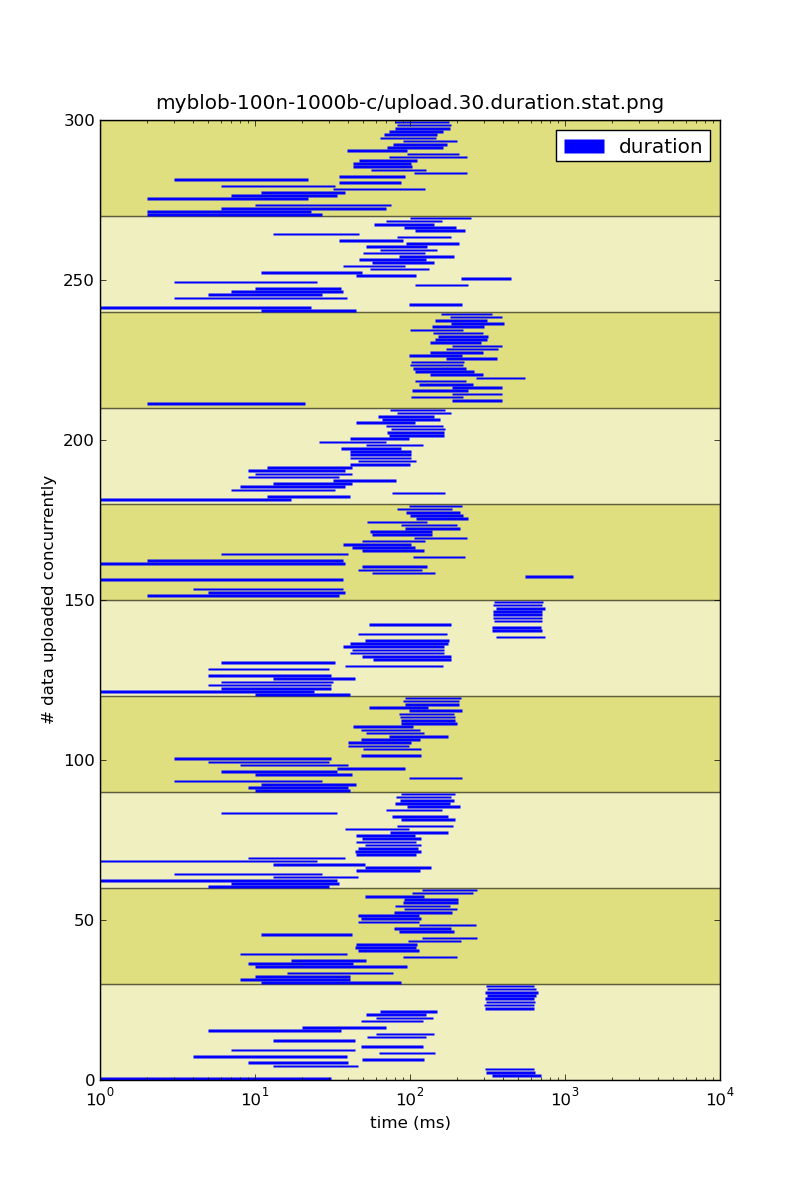 myblob-100n-1000b-c/upload.30.duration.stat.png
duration
300
250
200
150
100
50
0
# data uploaded concurrently
10^0 10^1 10^2 10^3 10^4
time (ms)